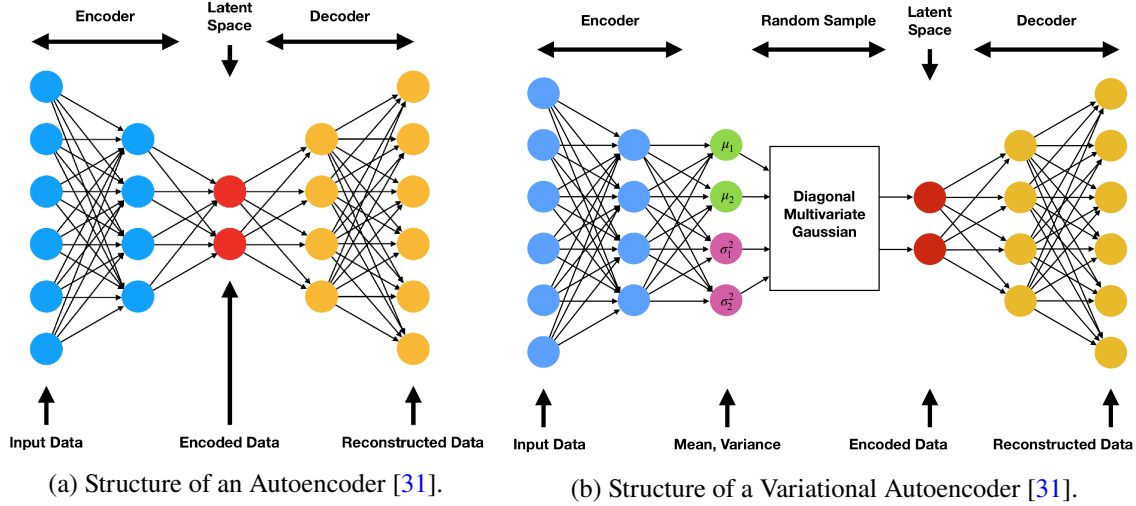 Encoder
Latent
Space
Decoder
Input Data
Encoded Data
Reconstructed Data
(a) Structure of an Autoencoder [31].
Encoder
Random Sample
Latent
Space
Decoder
μ1
μ2
σ₁²
σ₂²
Diagonal
Multivariate
Gaussian
Input Data
Mean, Variance
Encoded Data
Reconstructed Data
(b) Structure of a Variational Autoencoder [31].